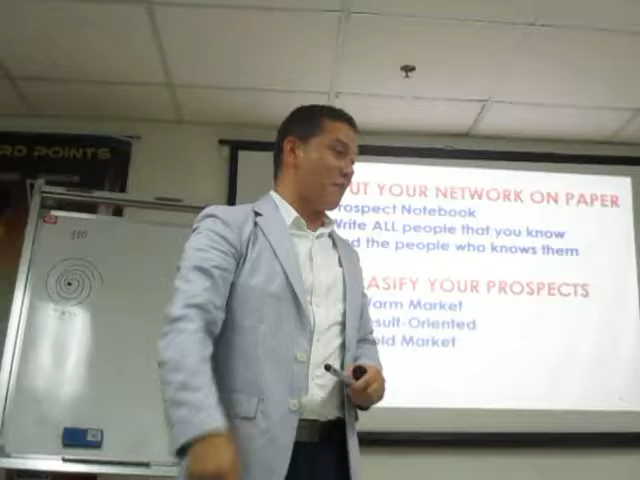 RD POINTS
UT YOUR NETWORK ON PAPER
rospect Notebook
Write ALL people that you know
d the people who knows them
ASIFY YOUR PROSPECTS
arm Market
sult-Oriented
old Market